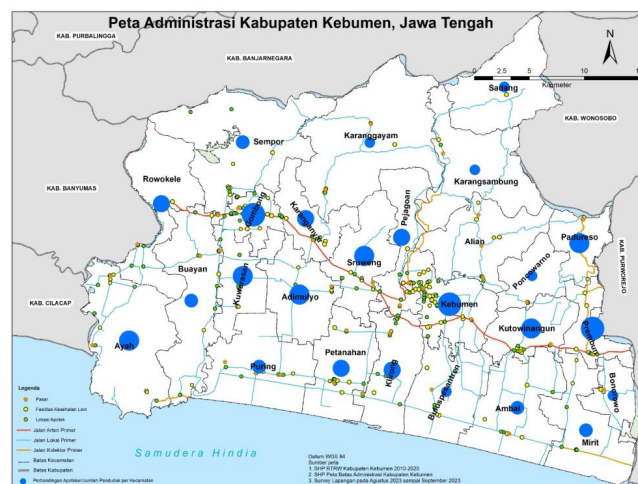 Peta Administrasi Kabupaten Kebumen, Jawa Tengah
KAB. PURBALINGGA
KAB. BANJARNEGARA
N
0 2.5 5 10 15
Kilometer
Sadang
KAB. WONOSOBO
Sempor
Karanggayam
Rowokele
Karangsambung
KAB. BANYUMAS
Gombong
Karanganyar
Pejagoan
Alian
Padureso
KAB. PURWOREJO
Sruweng
Buayan
Kuwarasan
Adimulyo
Poncowarno
KAB. CILACAP
Kebumen
Kutowinangun
Prembun
Ayah
Puring
Petanahan
Klirong
Buluspesantren
Ambal
Bonorowo
Mirit
Legenda
Pasar
Fasilitas Kesehatan Lain
Lokasi Apotek
Jalan Arteri Primer
Jalan Lokal Primer
Jalan Kolektor Primer
Batas Kecamatan
Batas Kabupaten
Perbandingan Apoteker/Jumlah Penduduk per Kecamatan
Samudera Hindia
Datum WGS 84
Sumber peta
1. SHP RTRW Kabupaten Kebumen 2010-2020
2. SHP Peta Batas Administrasi Kabupaten Kebumen
3. Survey Lapangan pada Agustus 2023 sampai September 2023